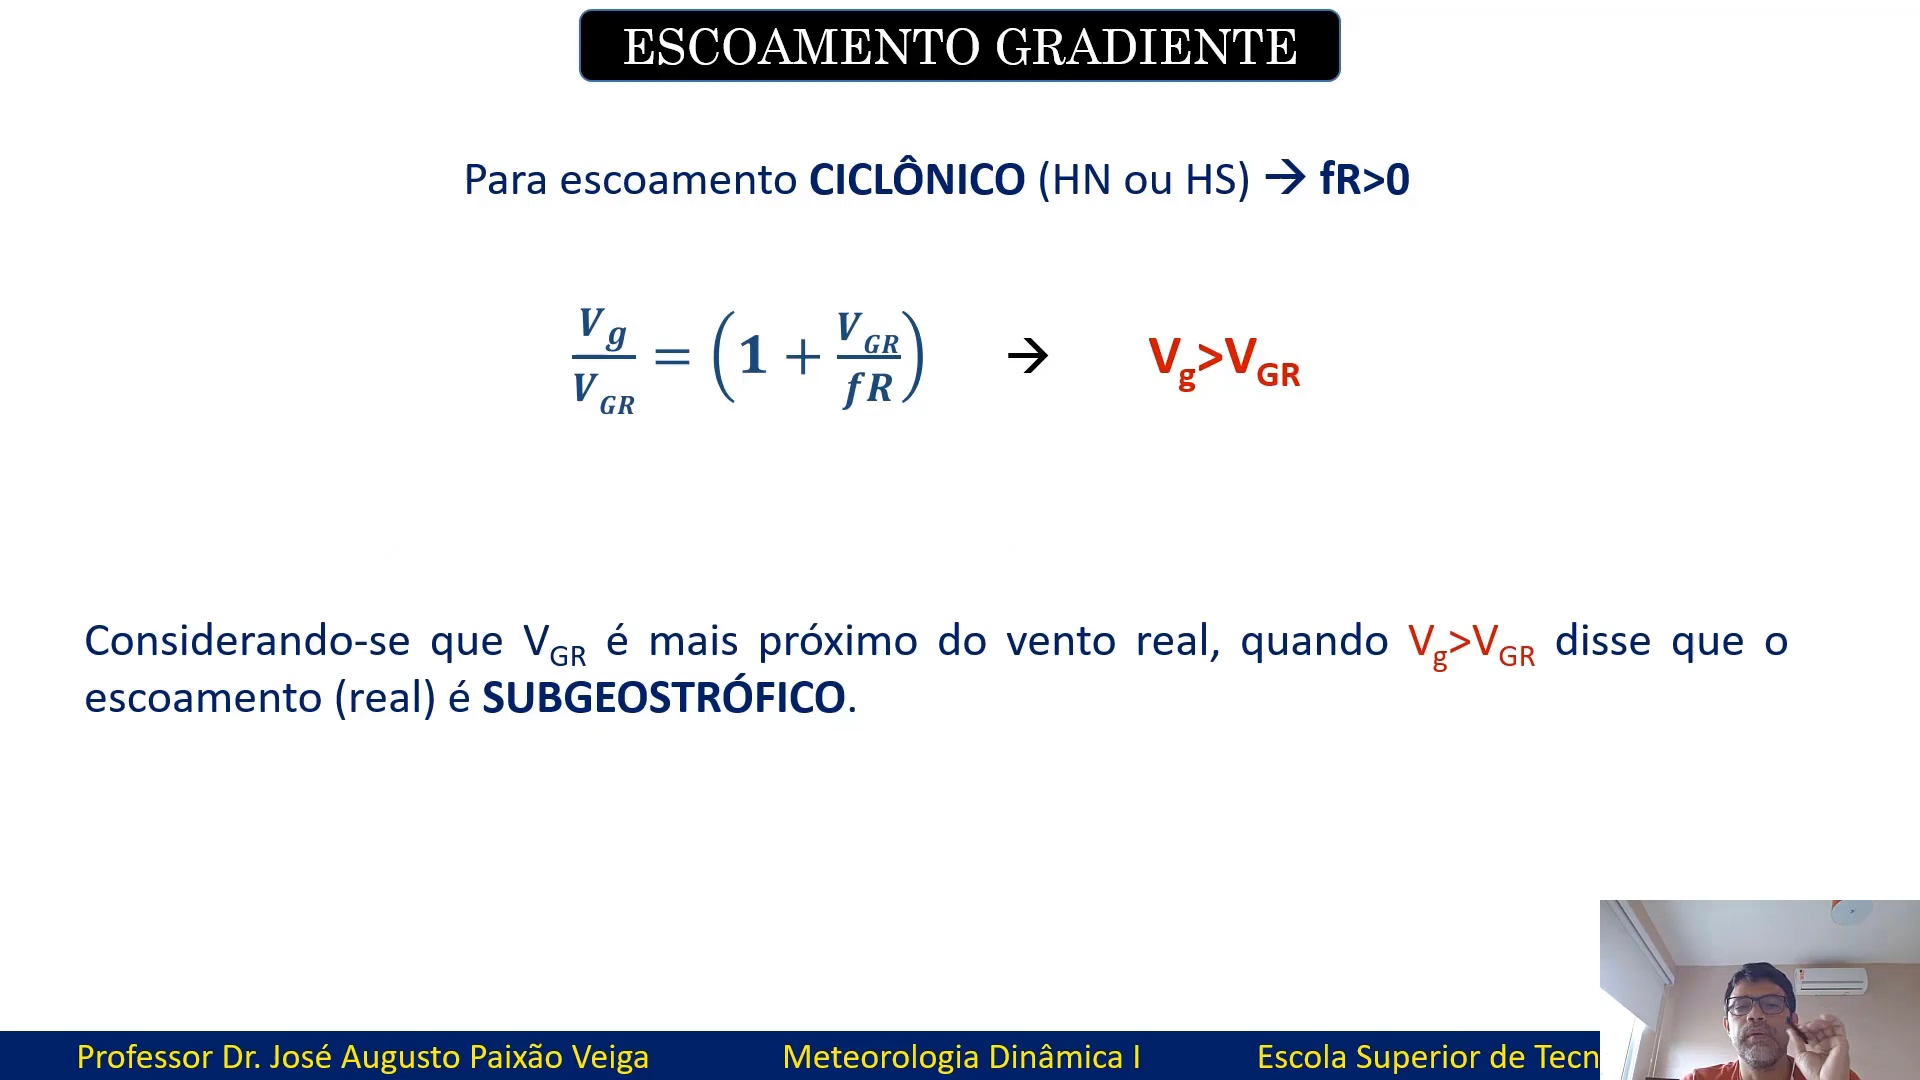 ESCOAMENTO GRADIENTE
Para escoamento CICLÔNICO (HN ou HS) → fR>0
V_g/V_GR = (1 + V_GR/fR) → V_g>V_GR
Considerando-se que V_GR é mais próximo do vento real, quando V_g>V_GR disse que o
escoamento (real) é SUBGEOSTRÓFICO.
Professor Dr. José Augusto Paixão Veiga Meteorologia Dinâmica I Escola Superior de Tecn